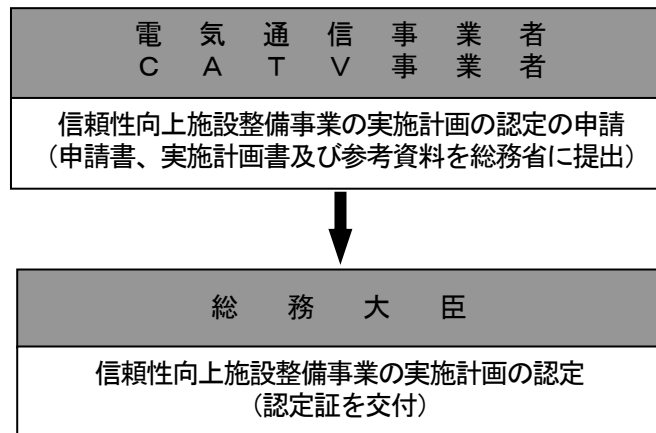 電気通信事業者
CATV事業者
信頼性向上施設整備事業の実施計画の認定の申請
(申請書、実施計画書及び参考資料を総務省に提出)
総務大臣
信頼性向上施設整備事業の実施計画の認定
(認定証を交付)